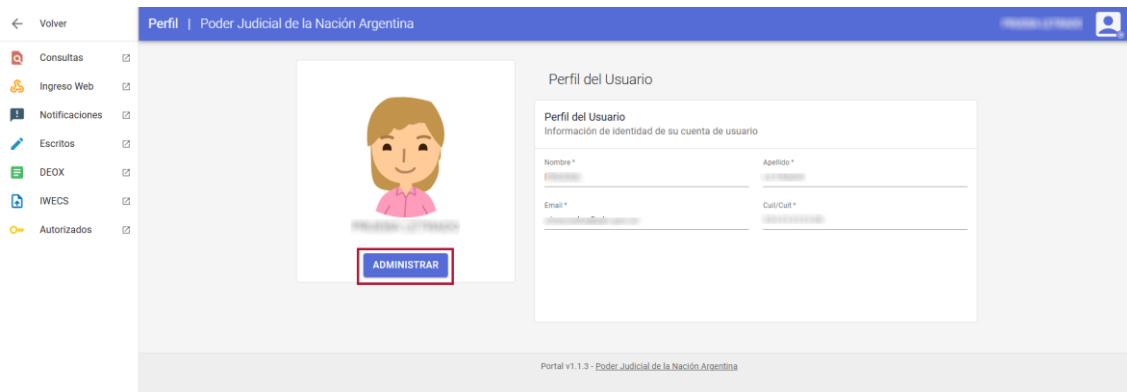 Volver
Consultas
Ingreso Web
Notificaciones
Escritos
DEOX
IWECS
Autorizados
Perfil | Poder Judicial de la Nación Argentina
ADMINISTRAR
Perfil del Usuario
Perfil del Usuario
Información de identidad de su cuenta de usuario
Nombre *
Apellido *
Email *
Cuil/Cuit *
Portal v1.1.3 - Poder Judicial de la Nación Argentina